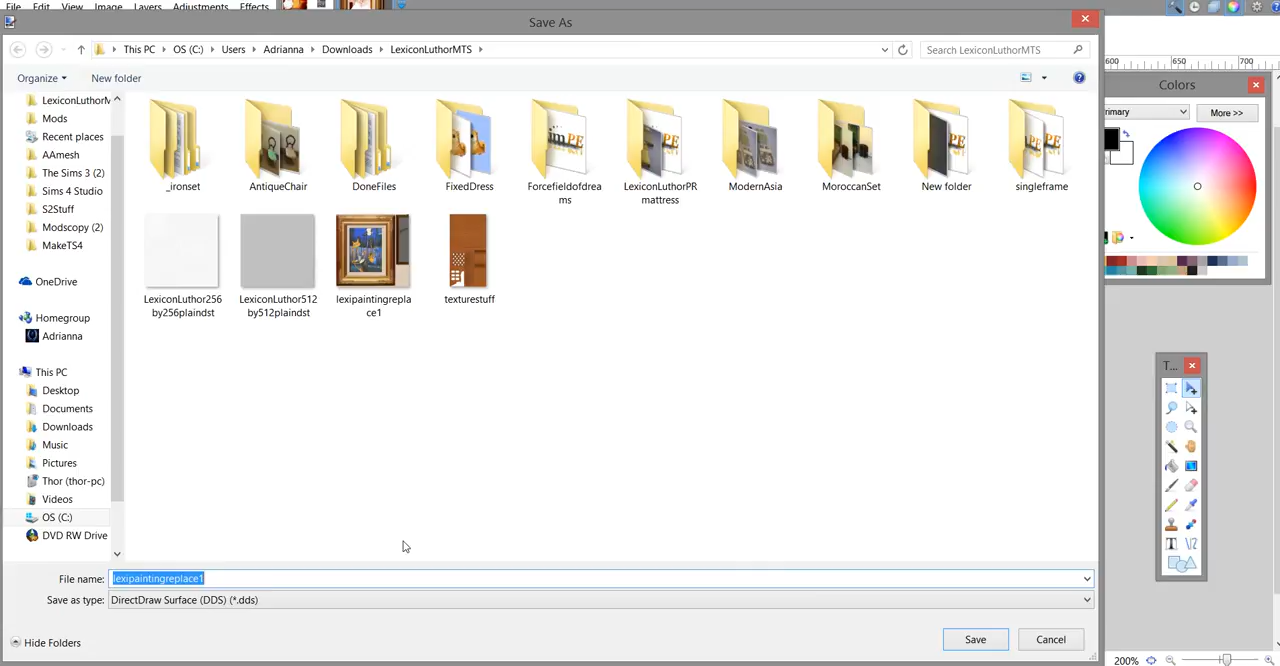 File Edit View Image Layers Adjustments Effects
Save As
This PC OS (C:) Users Adrianna Downloads LexiconLuthorMTS
Search LexiconLuthorMTS
Organize New folder
LexiconLuthorM
Mods
Recent places
AAmesh
The Sims 3 (2)
Sims 4 Studio
S2Stuff
Modscopy (2)
MakeTS4
OneDrive
Homegroup
Adrianna
This PC
Desktop
Documents
Downloads
Music
Pictures
Thor (thor-pc)
Videos
OS (C:)
DVD RW Drive
_ironset
AntiqueChair
DoneFiles
FixedDress
Forcefieldofdrea
ms
LexiconLuthorPR
mattress
ModernAsia
MoroccanSet
New folder
singleframe
LexiconLuthor256
by256plaindst
LexiconLuthor512
by512plaindst
lexipaintingrepla
ce1
texturestuff
File name: lexipaintingreplace1
Save as type: DirectDraw Surface (DDS) (*.dds)
Hide Folders
Save Cancel
600 650 700
Colors
rimary More >>
T...
200%